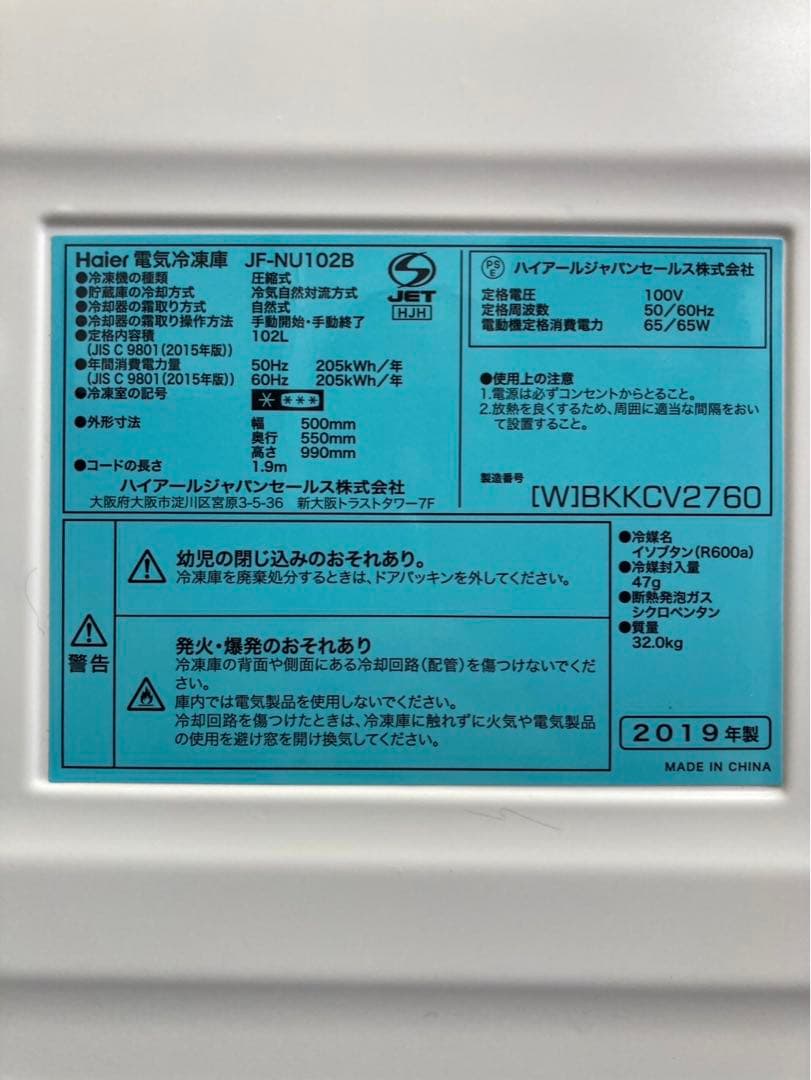 Haier 電気冷凍庫 JF-NU102B
●冷凍機の種類 圧縮式
●貯蔵庫の冷却方式 冷気自然対流方式
●冷却器の霜取り方式 自然式
●冷却器の霜取り操作方法 手動開始・手動終了
●定格内容積 102L
(JIS C 9801(2015年版))
●年間消費電力量 50Hz 205kWh/年
(JIS C 9801(2015年版)) 60Hz 205kWh/年
●冷凍室の記号
●外形寸法 幅 500mm
奥行 550mm
高さ 990mm
●コードの長さ 1.9m
ハイアールジャパンセールス株式会社
大阪府大阪市淀川区宮原3-5-36 新大阪トラストタワー7F
JET
HJH
PS
E
ハイアールジャパンセールス株式会社
定格電圧 100V
定格周波数 50/60Hz
電動機定格消費電力 65/65W
●使用上の注意
1.電源は必ずコンセントからとること。
2.放熱を良くするため、周囲に適当な間隔をおい
て設置すること。
製造番号
[W]BKKCV2760
警告
幼児の閉じ込みのおそれあり。
冷凍庫を廃棄処分するときは、ドアパッキンを外してください。
発火・爆発のおそれあり
冷凍庫の背面や側面にある冷却回路(配管)を傷つけないでくだ
さい。
庫内では電気製品を使用しないでください。
冷却回路を傷つけたときは、冷凍庫に触れずに火気や電気製品
の使用を避け窓を開け換気してください。
●冷媒名
イソブタン(R600a)
●冷媒封入量
47g
●断熱発泡ガス
シクロペンタン
●質量
32.0kg
2019年製
MADE IN CHINA